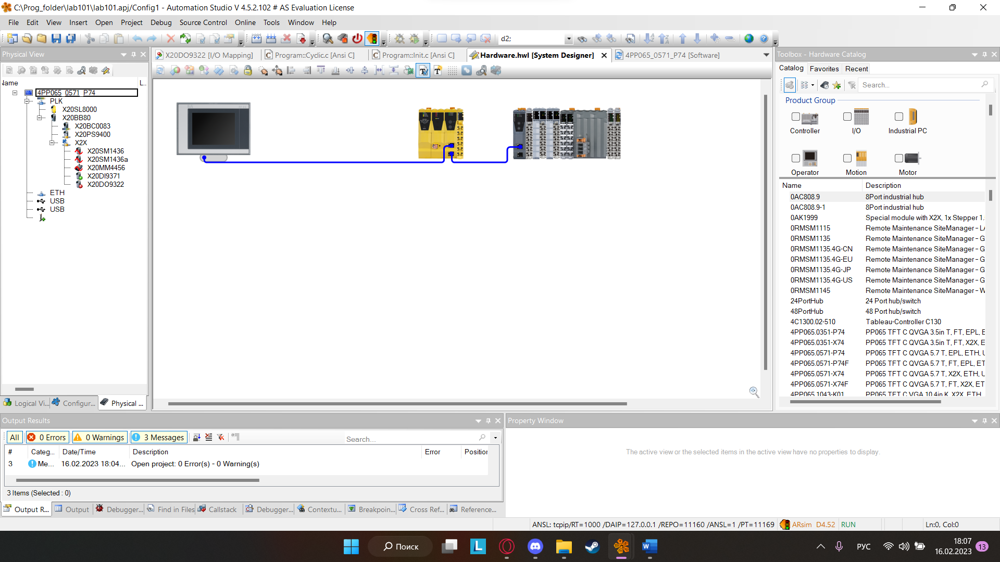 C:\Prog_folder\lab101\lab101.apj/Config1 - Automation Studio V 4.5.2.102 # AS Evaluation License
File Edit View Insert Open Project Debug Source Control Online Tools Window Help
d2;
Physical View
X20DO9322 [I/O Mapping] Program::Cyclic.c [Ansi C] Program::Init.c [Ansi C] Hardware.hwl [System Designer] 4PP065_0571_P74 [Software]
Toolbox - Hardware Catalog
Catalog Favorites Recent
Search...
Name L..
4PP065_0571_P74
PLK
X20SL8000
X20BB80
X20BC0083
X20PS9400
X2X
X20SM1436
X20SM1436a
X20MM4456
X20DI9371
X20DO9322
ETH
USB
USB
Product Group
Controller I/O Industrial PC
Operator Motion Motor
Name Description
0AC808.9 8Port industrial hub
0AC808.9-1 8Port industrial hub
0AK1999 Special module with X2X, 1x Stepper 1.
0RMSM1115 Remote Maintenance SiteManager - LA
0RMSM1135 Remote Maintenance SiteManager - G
0RMSM1135.4G-CN Remote Maintenance SiteManager - G
0RMSM1135.4G-EU Remote Maintenance SiteManager - G
0RMSM1135.4G-JP Remote Maintenance SiteManager - G
0RMSM1135.4G-US Remote Maintenance SiteManager - G
0RMSM1145 Remote Maintenance SiteManager - W
24PortHub 24 Port hub/switch
48PortHub 48 Port hub/switch
4C1300.02-510 Tableau-Controller C130
4PP065.0351-P74 PP065 TFT C QVGA 3.5in T, FT, EPL, E
4PP065.0351-X74 PP065 TFT C QVGA 3.5in T, FT, X2X, E
4PP065.0571-P74 PP065 TFT C QVGA 5.7 T, EPL, ETH, U
4PP065.0571-P74F PP065 TFT C QVGA 5.7 T, FT, EPL, ET
4PP065.0571-X74 PP065 TFT C QVGA 5.7 T, X2X, ETH, U
4PP065.0571-X74F PP065 TFT C QVGA 5.7 T, FT, X2X, ET
4PP065.1043-K01 PP065 TFT C VGA 10.4in K, X2X, ETH,
Logical Vi... Configur... Physical ...
Output Results
Property Window
All 0 Errors 0 Warnings 3 Messages Search...
# Categ... Date/Time Description Error Position
3 Me... 16.02.2023 18:04... Open project: 0 Error(s) - 0 Warning(s)
The active view or the selected items in the active view have no properties to display.
3 Items (Selected : 0)
Output R... Output Debugger... Find in Files Callstack Debugger... Contextu... Breakpoin... Cross Ref... Reference...
ANSL: tcpip/RT=1000 /DAIP=127.0.0.1 /REPO=11160 /ANSL=1 /PT=11169 ARsim D4.52 RUN Ln:0, Col:0
Поиск
L
W
РУС
18:07
16.02.2023
13